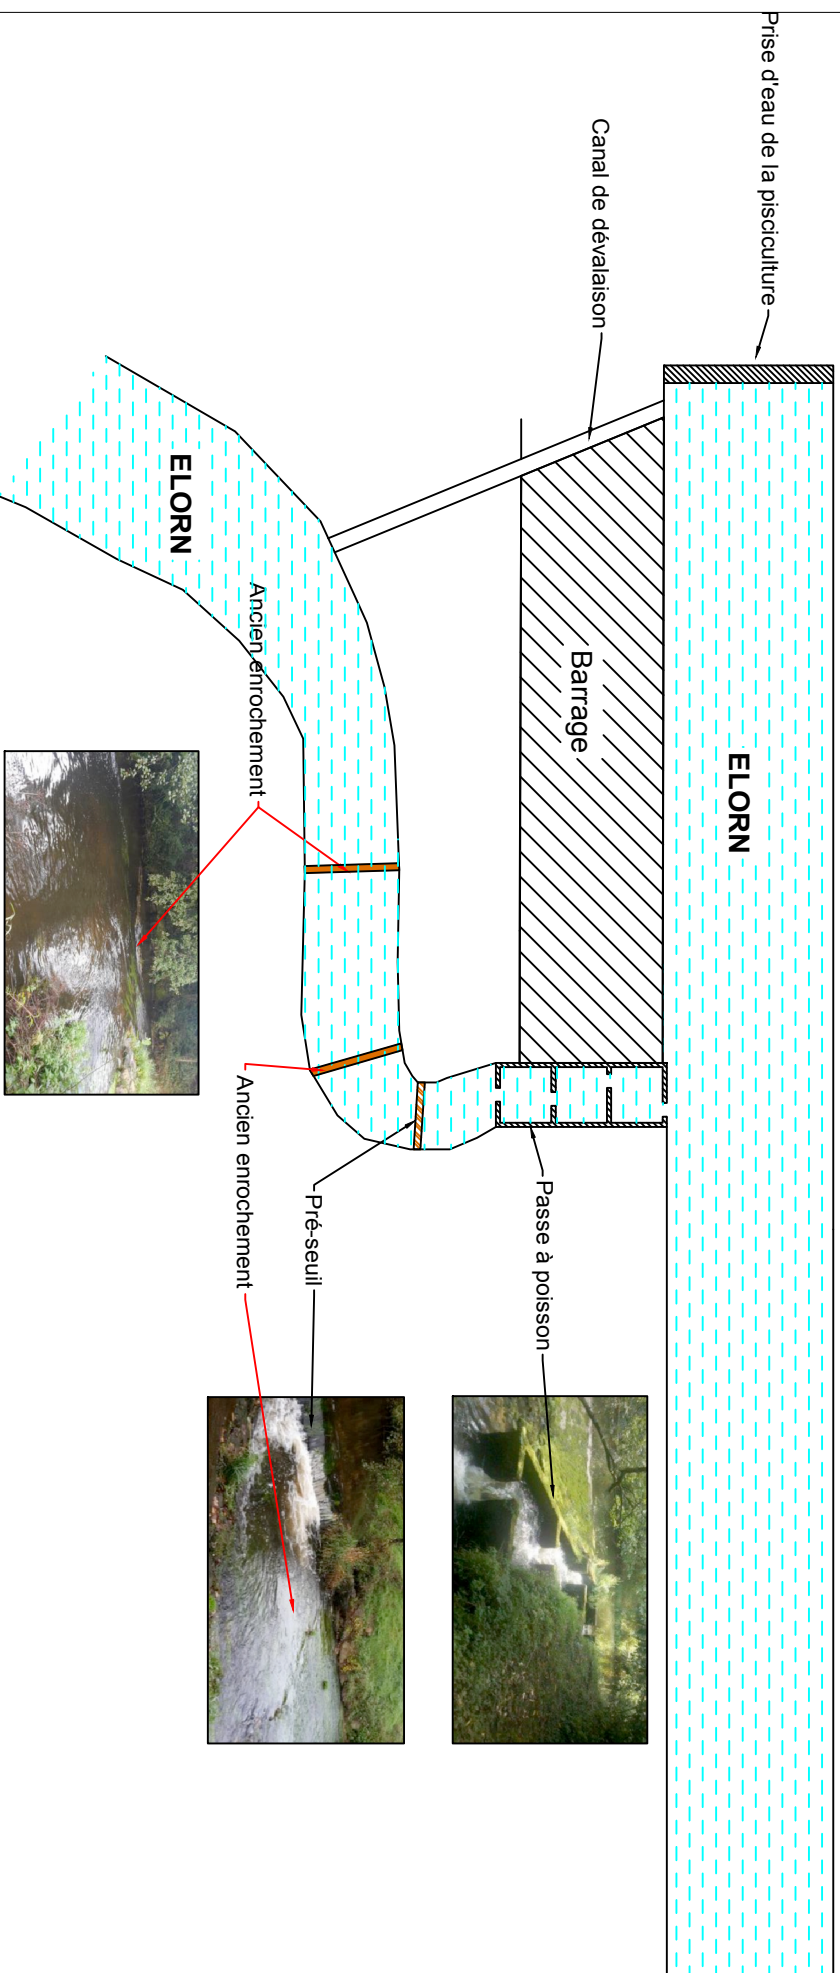 Prise d'eau de la pisciculture
Canal de dévalaison
ELORN
Barrage
Passe à poisson
Pré-seuil
Ancien enrochement
Ancien enrochement
ELORN